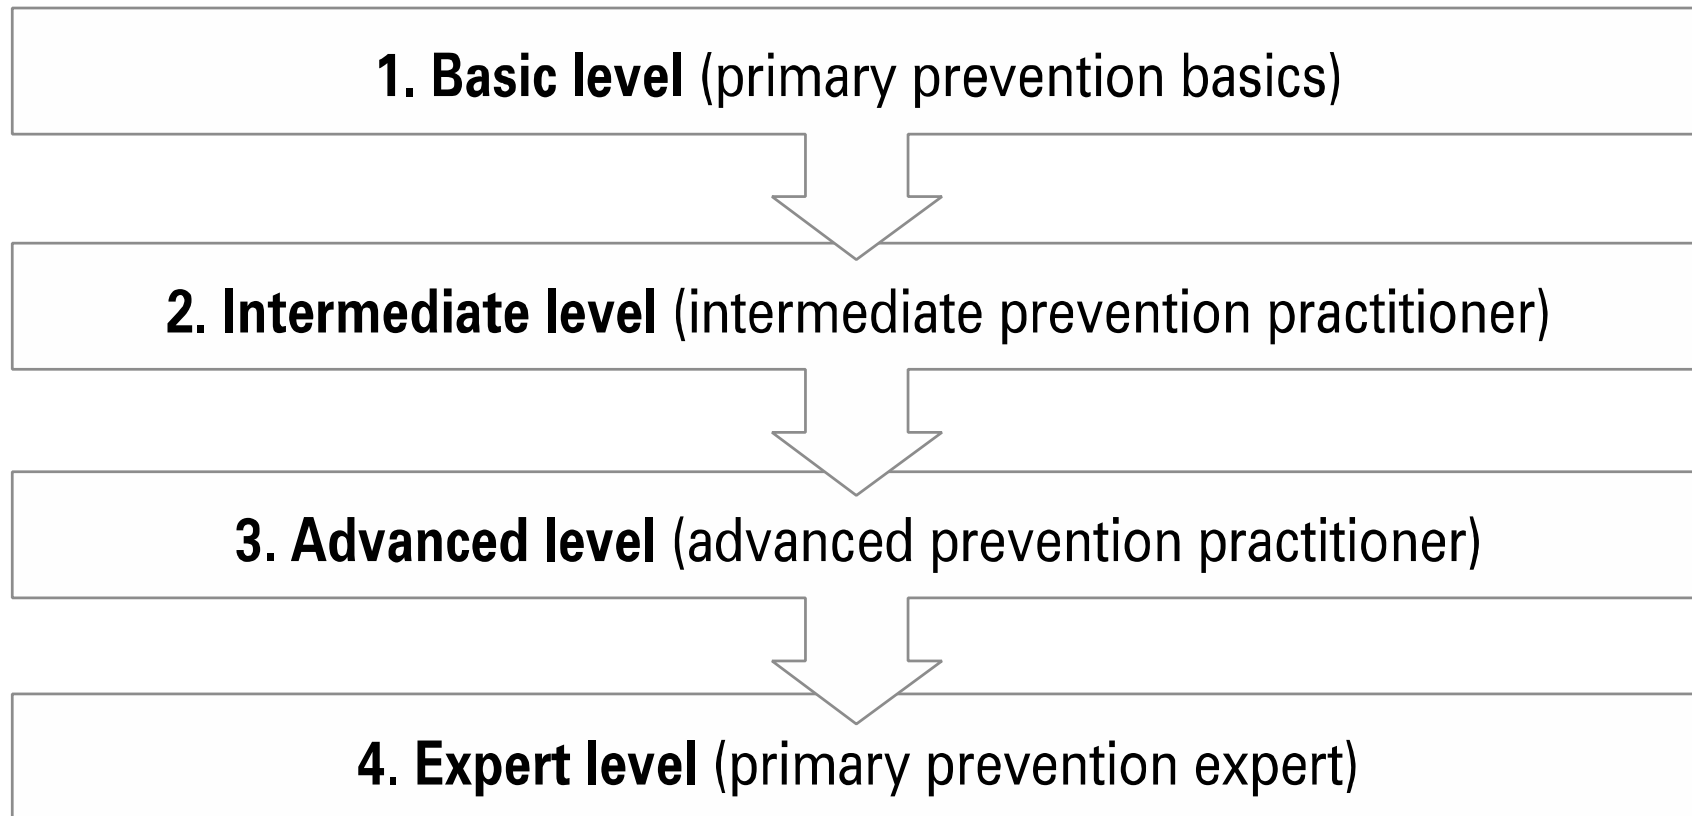 1. Basic level (primary prevention basics)
2. Intermediate level (intermediate prevention practitioner)
3. Advanced level (advanced prevention practitioner)
4. Expert level (primary prevention expert)